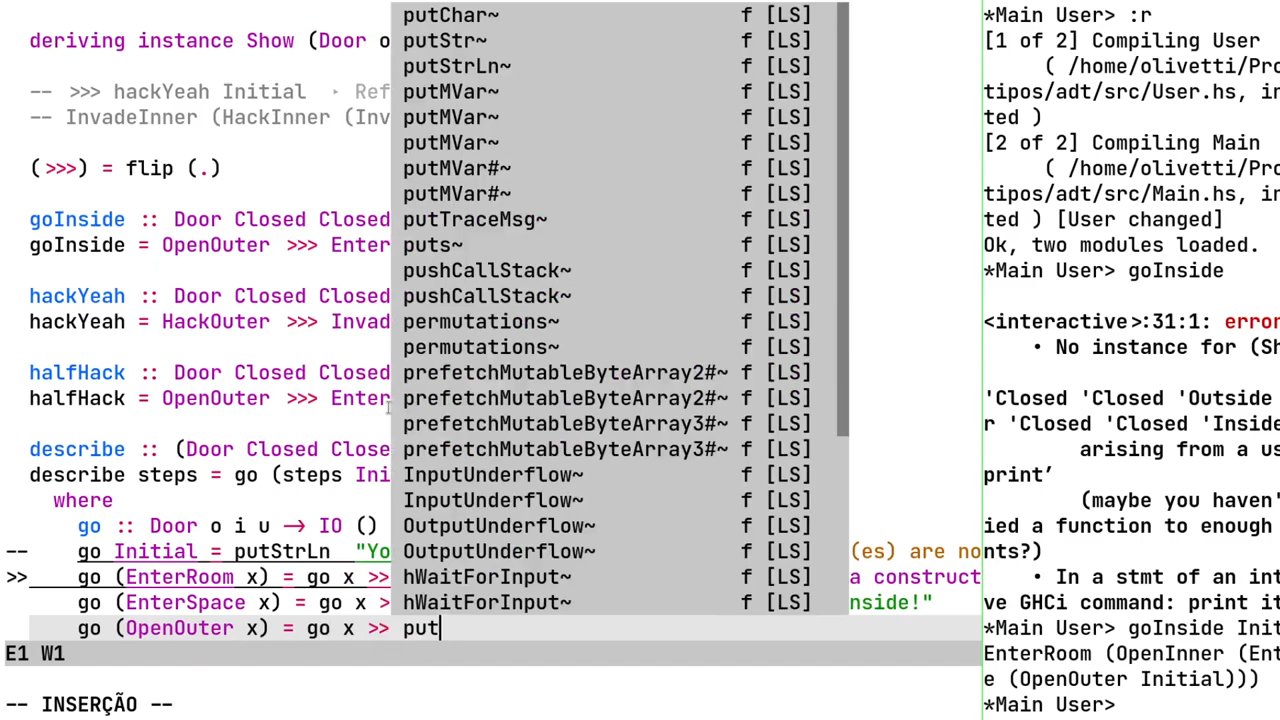 deriving instance Show (Door o
-- >>> hackYeah Initial ‣ Ref
-- InvadeInner (HackInner (Inv
(>>>) = flip (.)
goInside :: Door Closed Closed
goInside = OpenOuter >>> Enter
hackYeah :: Door Closed Closed
hackYeah = HackOuter >>> Invad
halfHack :: Door Closed Closed
halfHack = OpenOuter >>> Enter
describe :: (Door Closed Close
describe steps = go (steps Ini
where
go :: Door o i u -> IO ()
-- go Initial = putStrLn "Yo (es) are no
>> go (EnterRoom x) = go x >> a construct
go (EnterSpace x) = go x > nside!"
go (OpenOuter x) = go x >> put
E1 W1
-- INSERÇÃO --
putChar~ f [LS]
putStr~ f [LS]
putStrLn~ f [LS]
putMVar~ f [LS]
putMVar~ f [LS]
putMVar~ f [LS]
putMVar#~ f [LS]
putMVar#~ f [LS]
putTraceMsg~ f [LS]
puts~ f [LS]
pushCallStack~ f [LS]
pushCallStack~ f [LS]
permutations~ f [LS]
permutations~ f [LS]
prefetchMutableByteArray2#~ f [LS]
prefetchMutableByteArray2#~ f [LS]
prefetchMutableByteArray3#~ f [LS]
prefetchMutableByteArray3#~ f [LS]
InputUnderflow~ f [LS]
InputUnderflow~ f [LS]
OutputUnderflow~ f [LS]
OutputUnderflow~ f [LS]
hWaitForInput~ f [LS]
hWaitForInput~ f [LS]
*Main User> :r
[1 of 2] Compiling User
( /home/olivetti/Pro
tipos/adt/src/User.hs, in
ted )
[2 of 2] Compiling Main
( /home/olivetti/Pro
tipos/adt/src/Main.hs, in
ted ) [User changed]
Ok, two modules loaded.
*Main User> goInside
<interactive>:31:1: error
• No instance for (Sh
'Closed 'Closed 'Outside
r 'Closed 'Closed 'Inside
arising from a us
print’
(maybe you haven'
ied a function to enough
nts?)
• In a stmt of an int
ve GHCi command: print it
*Main User> goInside Init
EnterRoom (OpenInner (Ent
e (OpenOuter Initial)))
*Main User>